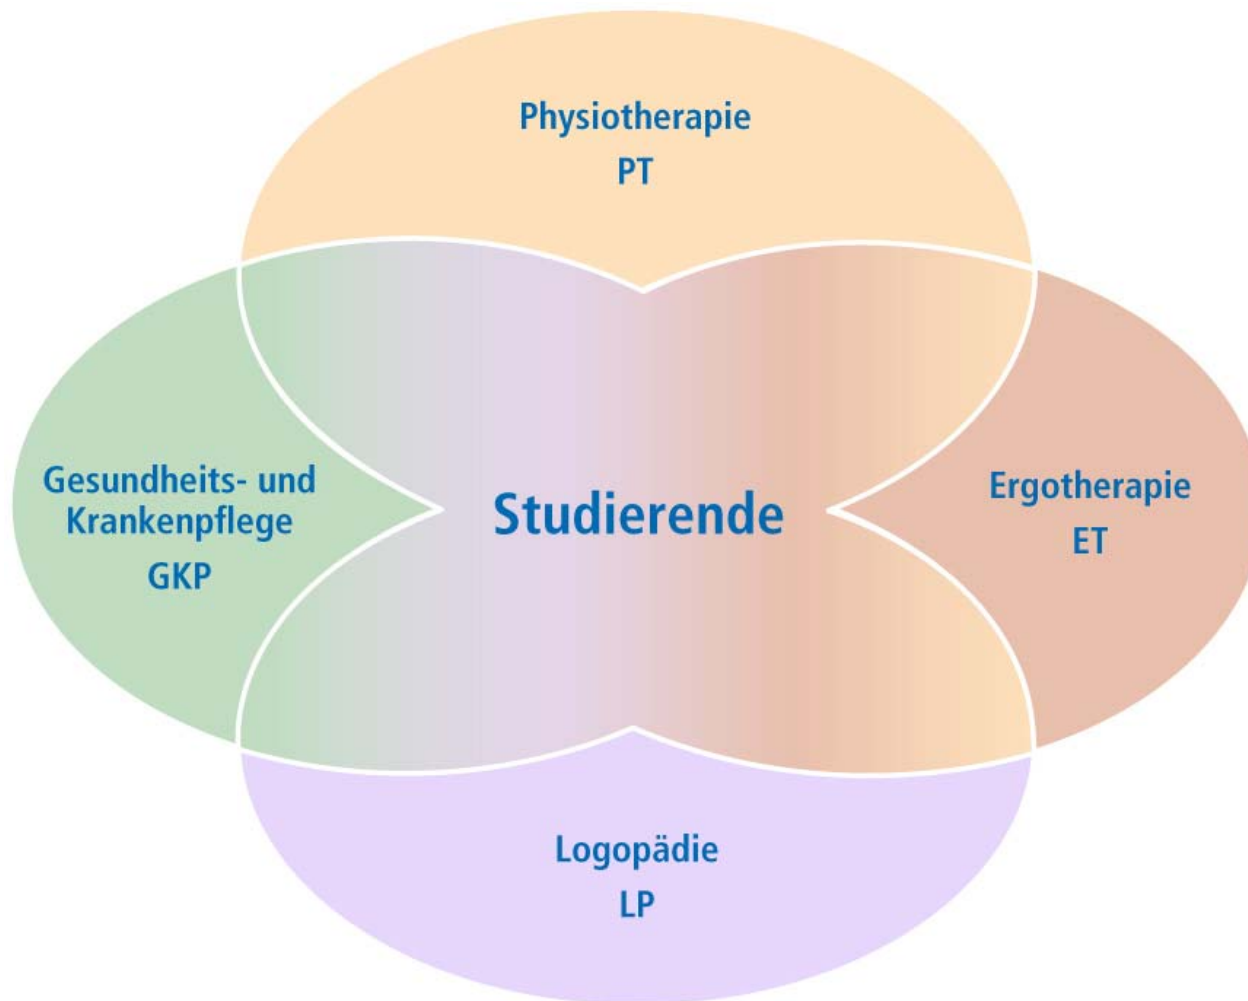 Physiotherapie
PT
Gesundheits- und
Krankenpflege
GKP
Studierende
Ergotherapie
ET
Logopädie
LP